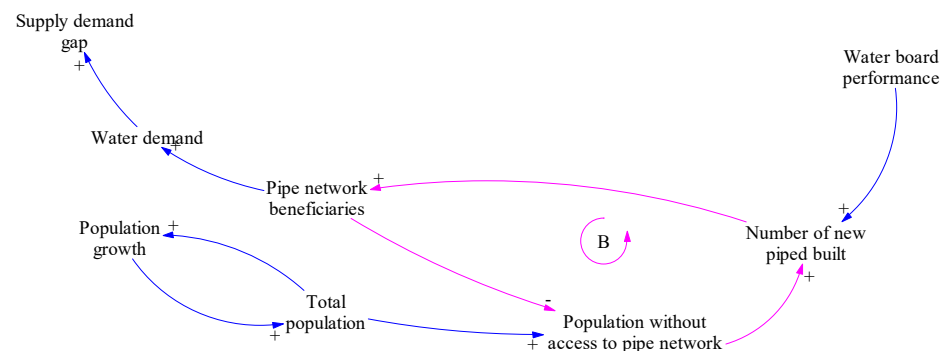 Supply demand
gap
+
Water board
performance
Water demand
+
Pipe network
beneficiaries
+
+
Population
growth
+
B
Number of new
piped built
+
Total
population
+
-
Population without
access to pipe network
+